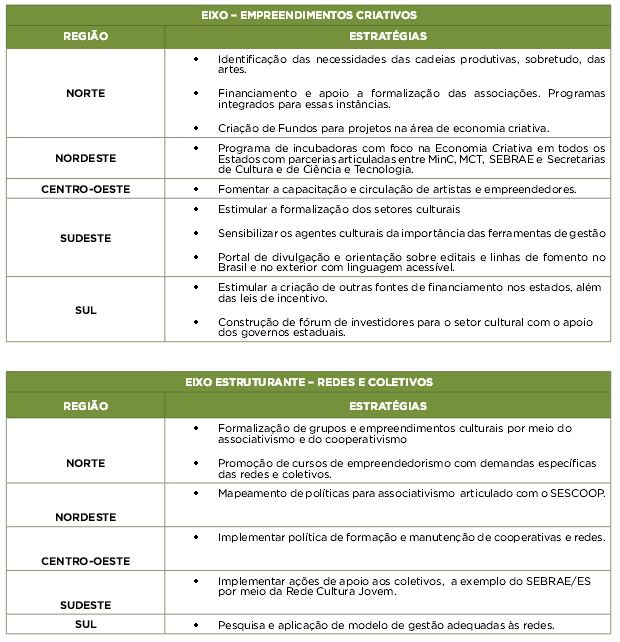 EIXO – EMPREENDIMENTOS CRIATIVOS
REGIÃO ESTRATÉGIAS
NORTE
• Identificação das necessidades das cadeias produtivas, sobretudo, das
artes.
• Financiamento e apoio a formalização das associações. Programas
integrados para essas instâncias.
• Criação de Fundos para projetos na área de economia criativa.
NORDESTE
• Programa de incubadoras com foco na Economia Criativa em todos os
Estados com parcerias articuladas entre MinC, MCT, SEBRAE e Secretarias
de Cultura e de Ciência e Tecnologia.
CENTRO-OESTE
• Fomentar a capacitação e circulação de artistas e empreendedores.
SUDESTE
• Estimular a formalização dos setores culturais
• Sensibilizar os agentes culturais da importância das ferramentas de gestão
• Portal de divulgação e orientação sobre editais e linhas de fomento no
Brasil e no exterior com linguagem acessível.
SUL
• Estimular a criação de outras fontes de financiamento nos estados, além
das leis de incentivo.
• Construção de fórum de investidores para o setor cultural com o apoio
dos governos estaduais.
EIXO ESTRUTURANTE – REDES E COLETIVOS
REGIÃO ESTRATÉGIAS
NORTE
• Formalização de grupos e empreendimentos culturais por meio do
associativismo e do cooperativismo
• Promoção de cursos de empreendedorismo com demandas específicas
das redes e coletivos.
NORDESTE
• Mapeamento de políticas para associativismo articulado com o SESCOOP.
CENTRO-OESTE
• Implementar política de formação e manutenção de cooperativas e redes.
SUDESTE
• Implementar ações de apoio aos coletivos, a exemplo do SEBRAE/ES
por meio da Rede Cultura Jovem.
SUL
• Pesquisa e aplicação de modelo de gestão adequadas às redes.